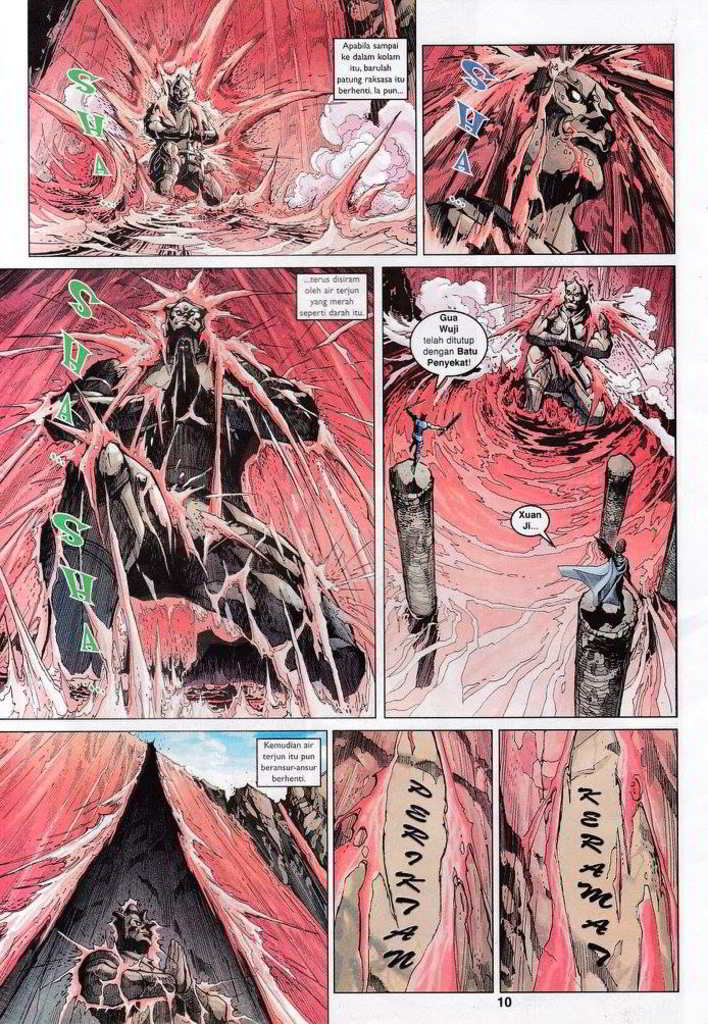 Apabila sampai
ke dalam kolam
itu, barulah
patung raksasa itu
berhenti. Ia pun...
SHA...
SHA...
...terus disiram
oleh air terjun
yang merah
seperti darah itu.
SHA...
SHA...
Gua
Wuji
telah ditutup
dengan Batu
Penyekat!
Xuan
Ji...
Kemudian air
terjun itu pun
beransur-ansur
berhenti.
PERIKIAN
KERAMAT
10